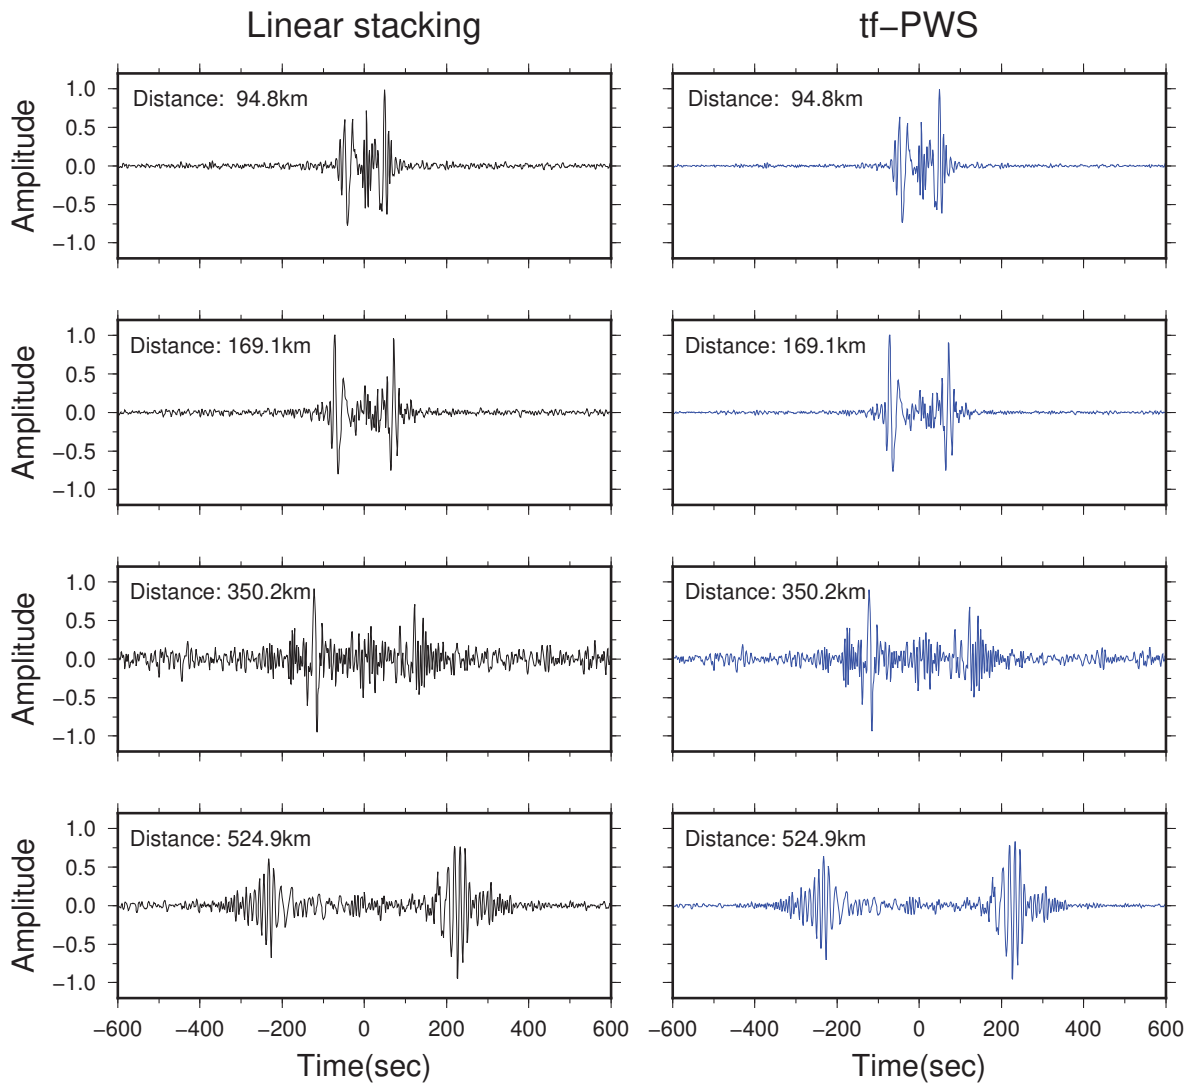 Linear stacking
tf−PWS
Amplitude
1.0
0.5
0.0
−0.5
−1.0
Distance: 94.8km
Distance: 94.8km
Amplitude
1.0
0.5
0.0
−0.5
−1.0
Distance: 169.1km
Distance: 169.1km
Amplitude
1.0
0.5
0.0
−0.5
−1.0
Distance: 350.2km
Distance: 350.2km
Amplitude
1.0
0.5
0.0
−0.5
−1.0
Distance: 524.9km
Distance: 524.9km
−600 −400 −200 0 200 400 600
−600 −400 −200 0 200 400 600
Time(sec)
Time(sec)